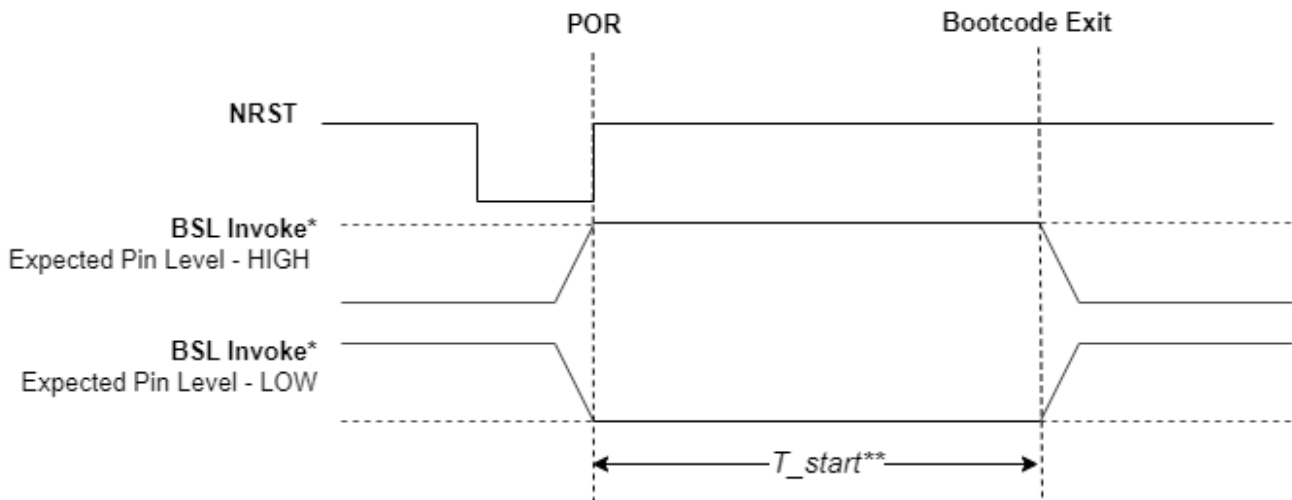 POR
Bootcode Exit
NRST
BSL Invoke*
Expected Pin Level - HIGH
BSL Invoke*
Expected Pin Level - LOW
T_start**